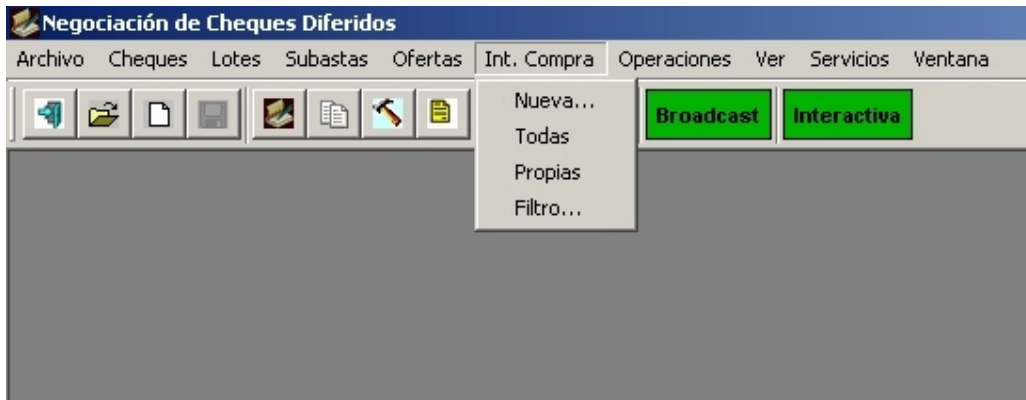 Negociación de Cheques Diferidos
Archivo Cheques Lotes Subastas Ofertas Int. Compra Operaciones Ver Servicios Ventana
Nueva...
Broadcast Interactiva
Todas
Propias
Filtro...